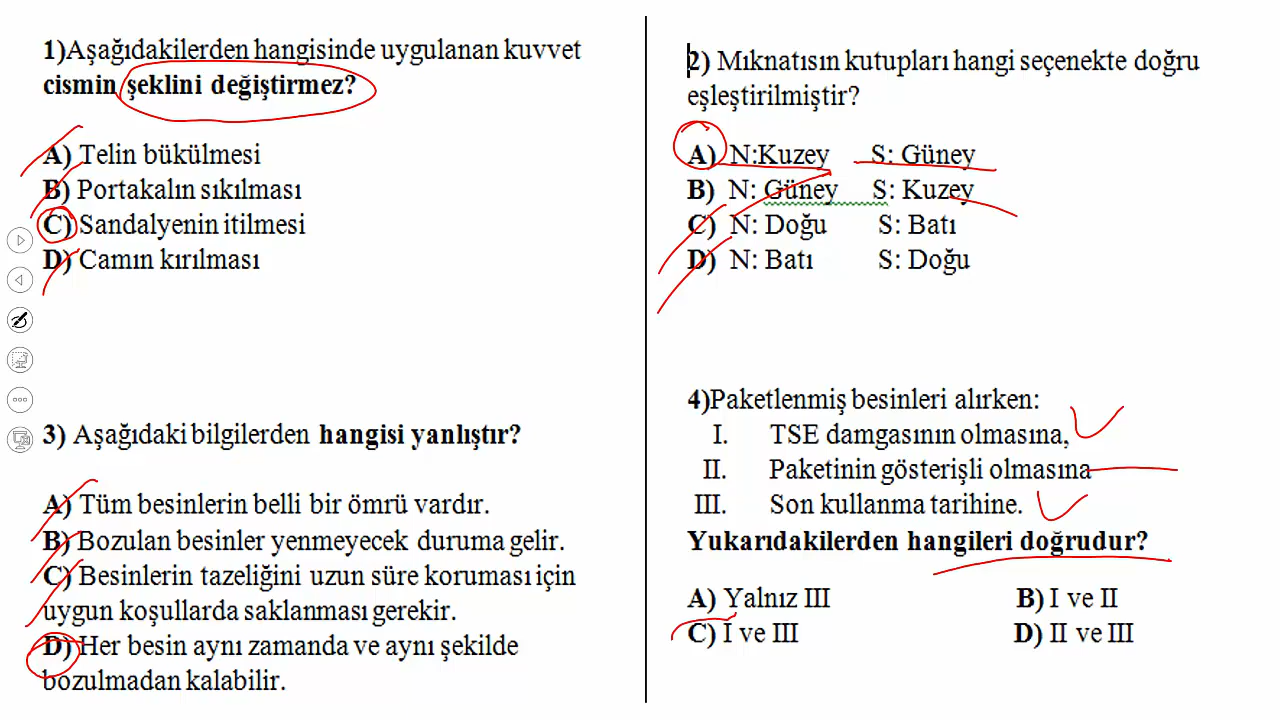 1)Aşağıdakilerden hangisinde uygulanan kuvvet
cismin şeklini değiştirmez?
A) Telin bükülmesi
B) Portakalın sıkılması
C) Sandalyenin itilmesi
D) Camın kırılması
3) Aşağıdaki bilgilerden hangisi yanlıştır?
A) Tüm besinlerin belli bir ömrü vardır.
B) Bozulan besinler yenmeyecek duruma gelir.
C) Besinlerin tazeliğini uzun süre koruması için
uygun koşullarda saklanması gerekir.
D) Her besin aynı zamanda ve aynı şekilde
bozulmadan kalabilir.
2) Mıknatısın kutupları hangi seçenekte doğru
eşleştirilmiştir?
A) N:Kuzey S: Güney
B) N: Güney S: Kuzey
C) N: Doğu S: Batı
D) N: Batı S: Doğu
4)Paketlenmiş besinleri alırken:
I. TSE damgasının olmasına,
II. Paketinin gösterişli olmasına
III. Son kullanma tarihine.
Yukarıdakilerden hangileri doğrudur?
A) Yalnız III B) I ve II
C) I ve III D) II ve III